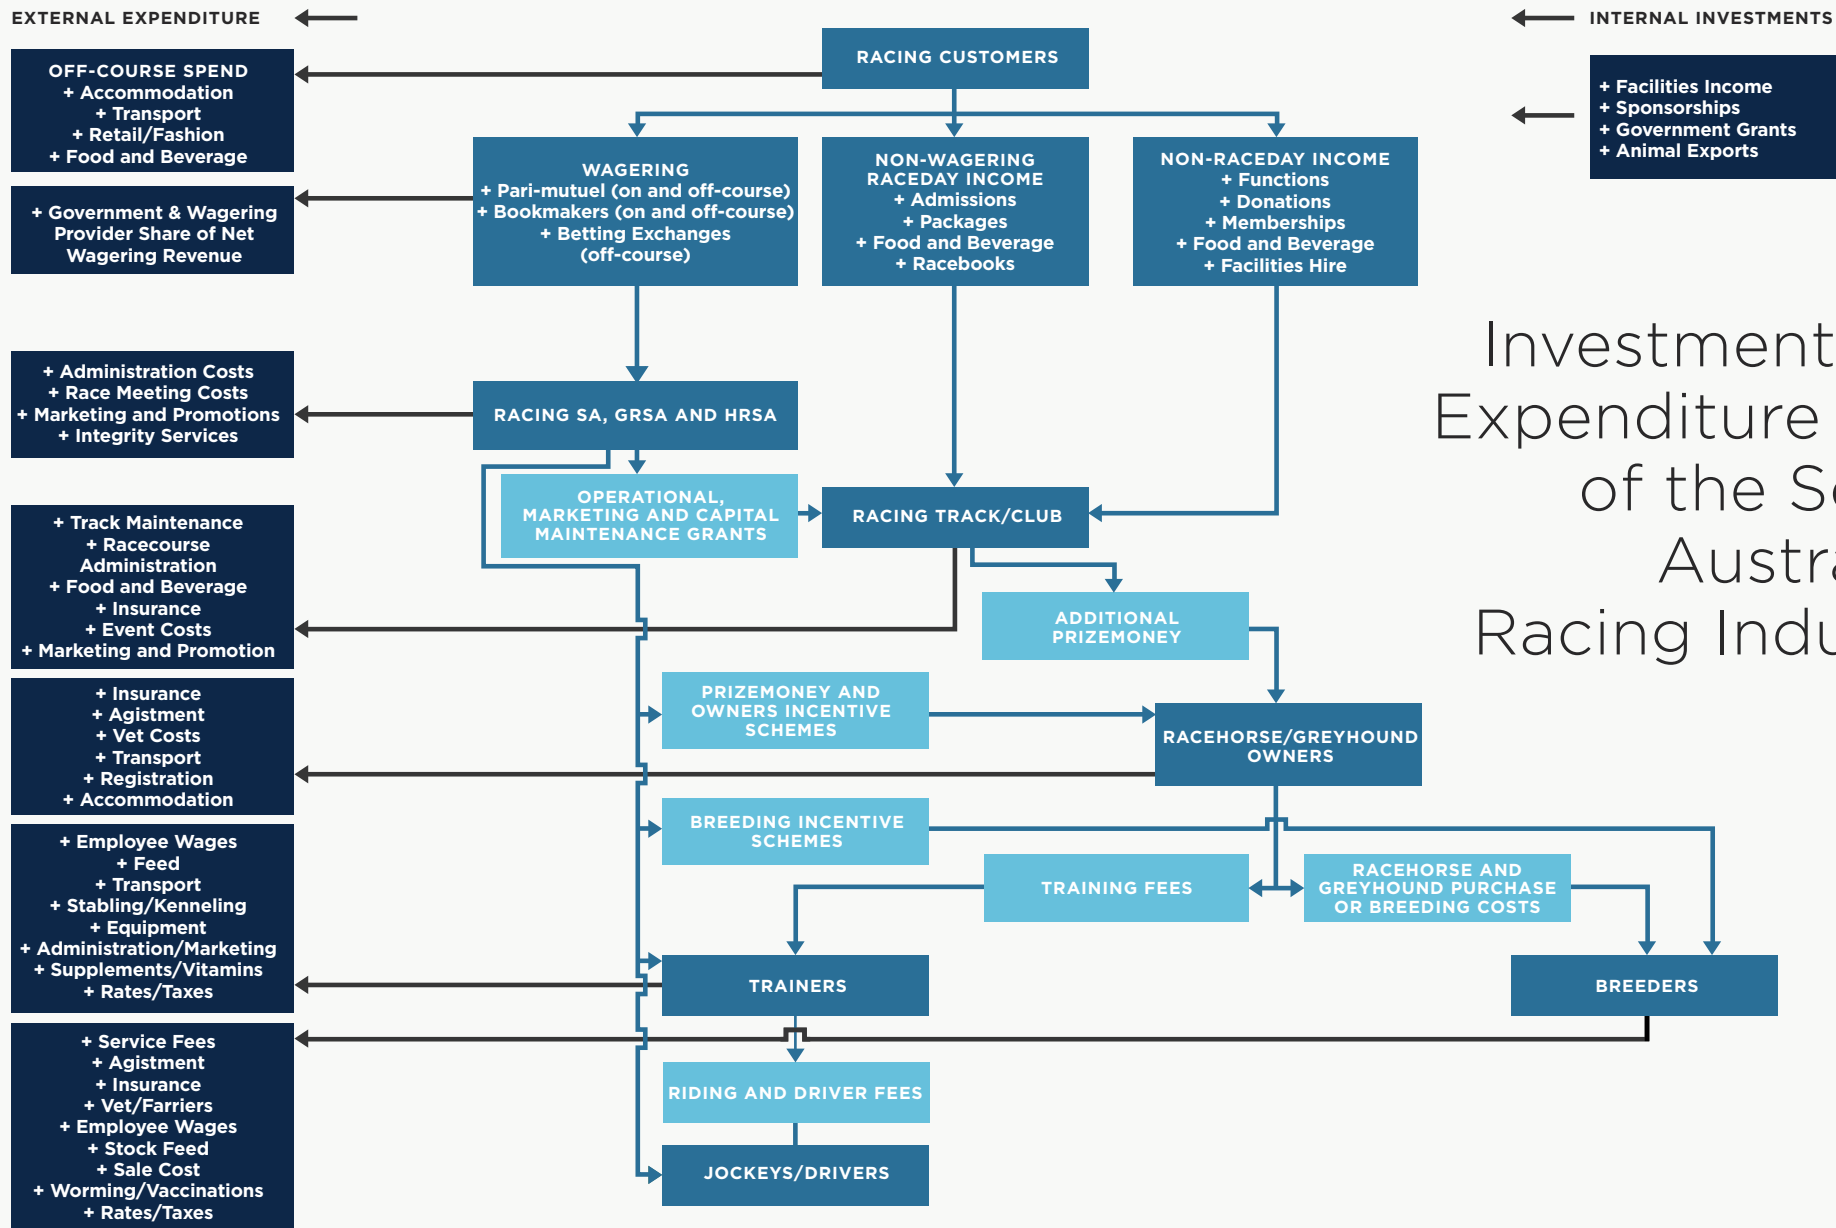 EXTERNAL EXPENDITURE
INTERNAL INVESTMENTS
OFF-COURSE SPEND
+ Accommodation
+ Transport
+ Retail/Fashion
+ Food and Beverage
RACING CUSTOMERS
+ Facilities Income
+ Sponsorships
+ Government Grants
+ Animal Exports
+ Government & Wagering
Provider Share of Net
Wagering Revenue
WAGERING
+ Pari-mutuel (on and off-course)
+ Bookmakers (on and off-course)
+ Betting Exchanges
(off-course)
NON-WAGERING
RACEDAY INCOME
+ Admissions
+ Packages
+ Food and Beverage
+ Racebooks
NON-RACEDAY INCOME
+ Functions
+ Donations
+ Memberships
+ Food and Beverage
+ Facilities Hire
Investment
Expenditure
of the
Racing
+ Administration Costs
+ Race Meeting Costs
+ Marketing and Promotions
+ Integrity Services
RACING SA, GRSA AND HRSA
OPERATIONAL,
MARKETING AND CAPITAL
MAINTENANCE GRANTS
RACING TRACK/CLUB
+ Track Maintenance
+ Racecourse
Administration
+ Food and Beverage
+ Insurance
+ Event Costs
+ Marketing and Promotion
ADDITIONAL
PRIZEMONEY
+ Insurance
+ Agistment
+ Vet Costs
+ Transport
+ Registration
+ Accommodation
PRIZEMONEY AND
OWNERS INCENTIVE
SCHEMES
RACEHORSE/GREYHOUND
OWNERS
BREEDING INCENTIVE
SCHEMES
+ Employee Wages
+ Feed
+ Transport
+ Stabling/Kenneling
+ Equipment
+ Administration/Marketing
+ Supplements/Vitamins
+ Rates/Taxes
TRAINING FEES
RACEHORSE AND
GREYHOUND PURCHASE
OR BREEDING COSTS
TRAINERS
BREEDERS
+ Service Fees
+ Agistment
+ Insurance
+ Vet/Farriers
+ Employee Wages
+ Stock Feed
+ Sale Cost
+ Worming/Vaccinations
+ Rates/Taxes
RIDING AND DRIVER FEES
JOCKEYS/DRIVERS